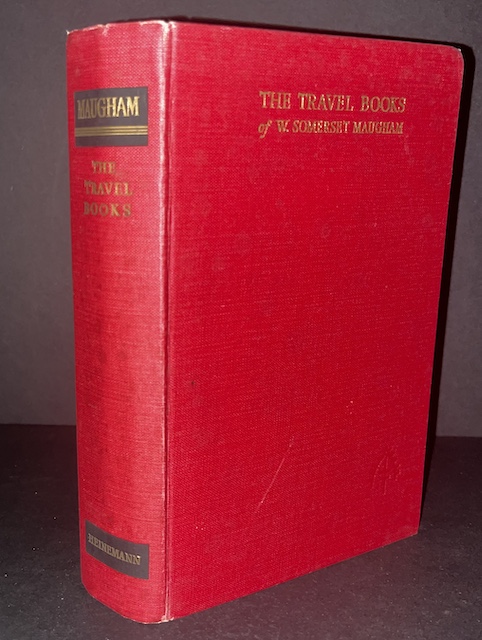 MAUGHAM
THE
TRAVEL
BOOKS
HEINEMANN
THE TRAVEL BOOKS
of W. SOMERSET MAUGHAM